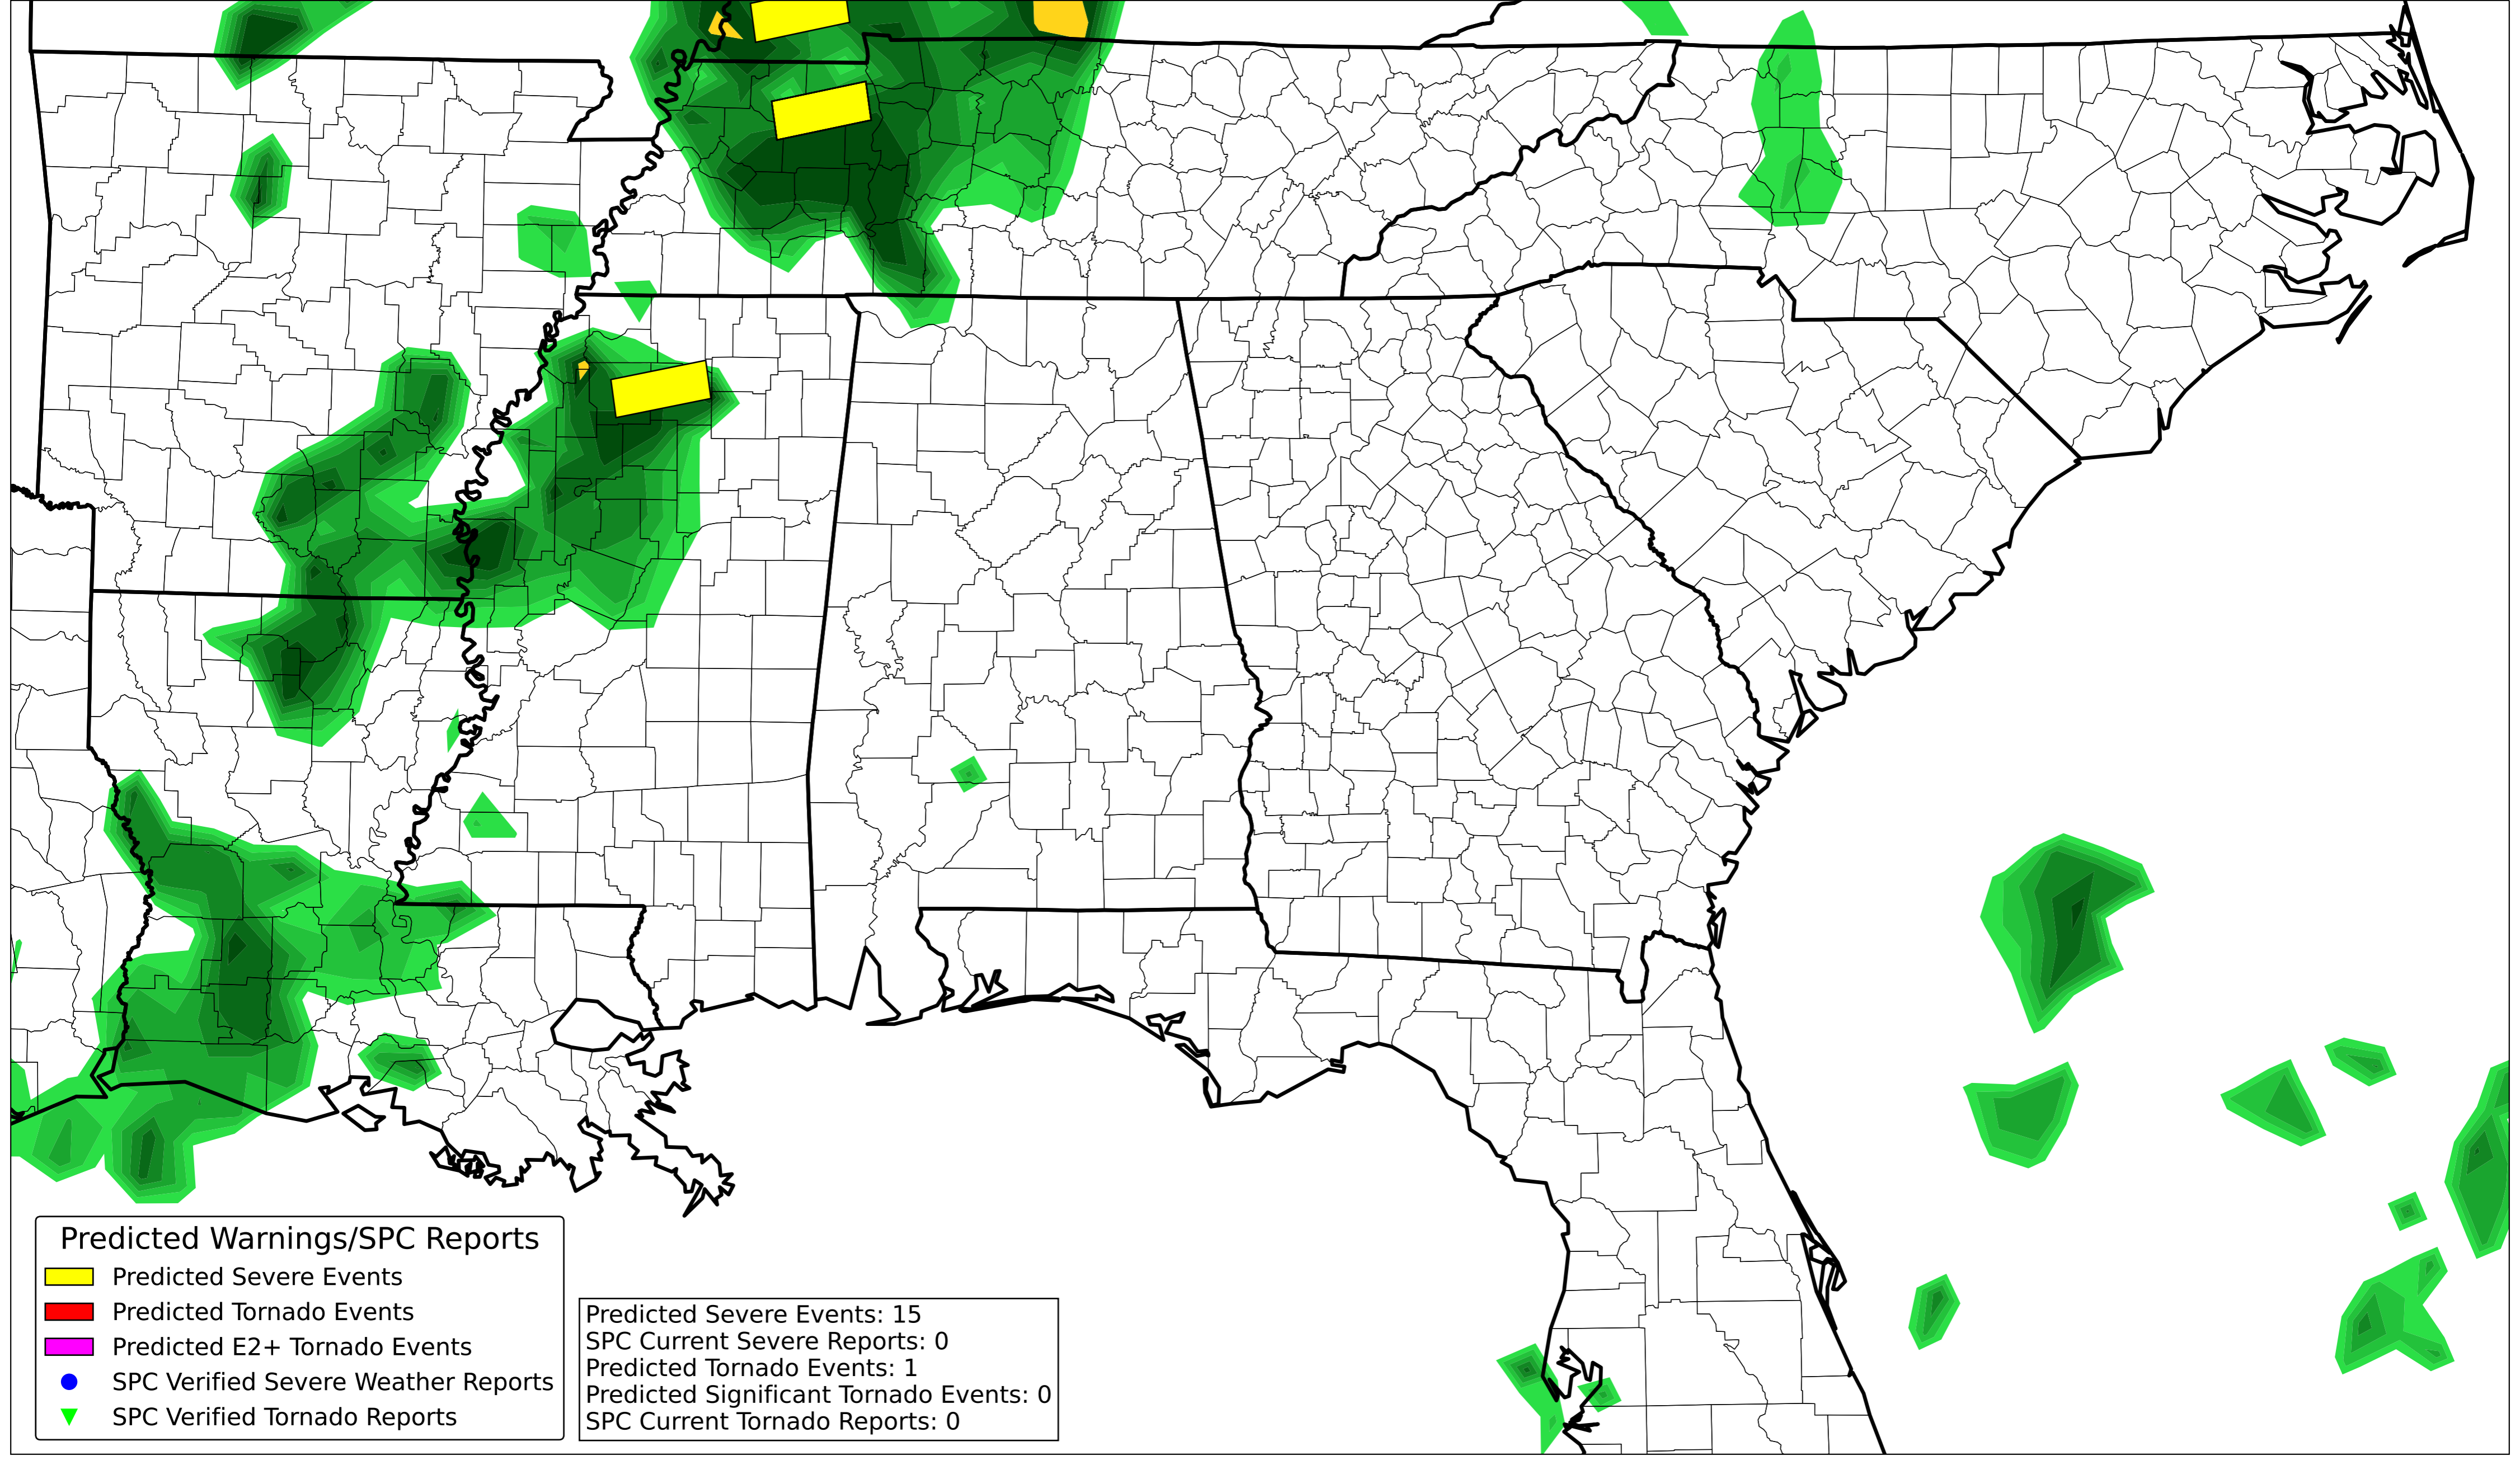 Predicted Warnings/SPC Reports
Predicted Severe Events
Predicted Tornado Events
Predicted E2+ Tornado Events
SPC Verified Severe Weather Reports
SPC Verified Tornado Reports
Predicted Severe Events: 15
SPC Current Severe Reports: 0
Predicted Tornado Events: 1
Predicted Significant Tornado Events: 0
SPC Current Tornado Reports: 0